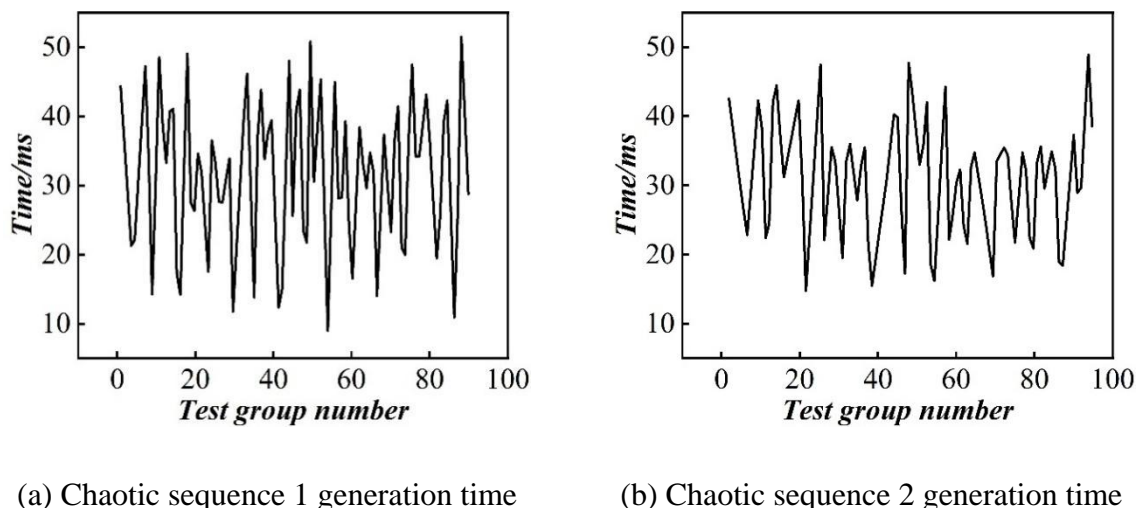 50
40
30
20
10
Time/ms
0 20 40 60 80 100
Test group number
(a) Chaotic sequence 1 generation time
50
40
30
20
10
Time/ms
0 20 40 60 80 100
Test group number
(b) Chaotic sequence 2 generation time